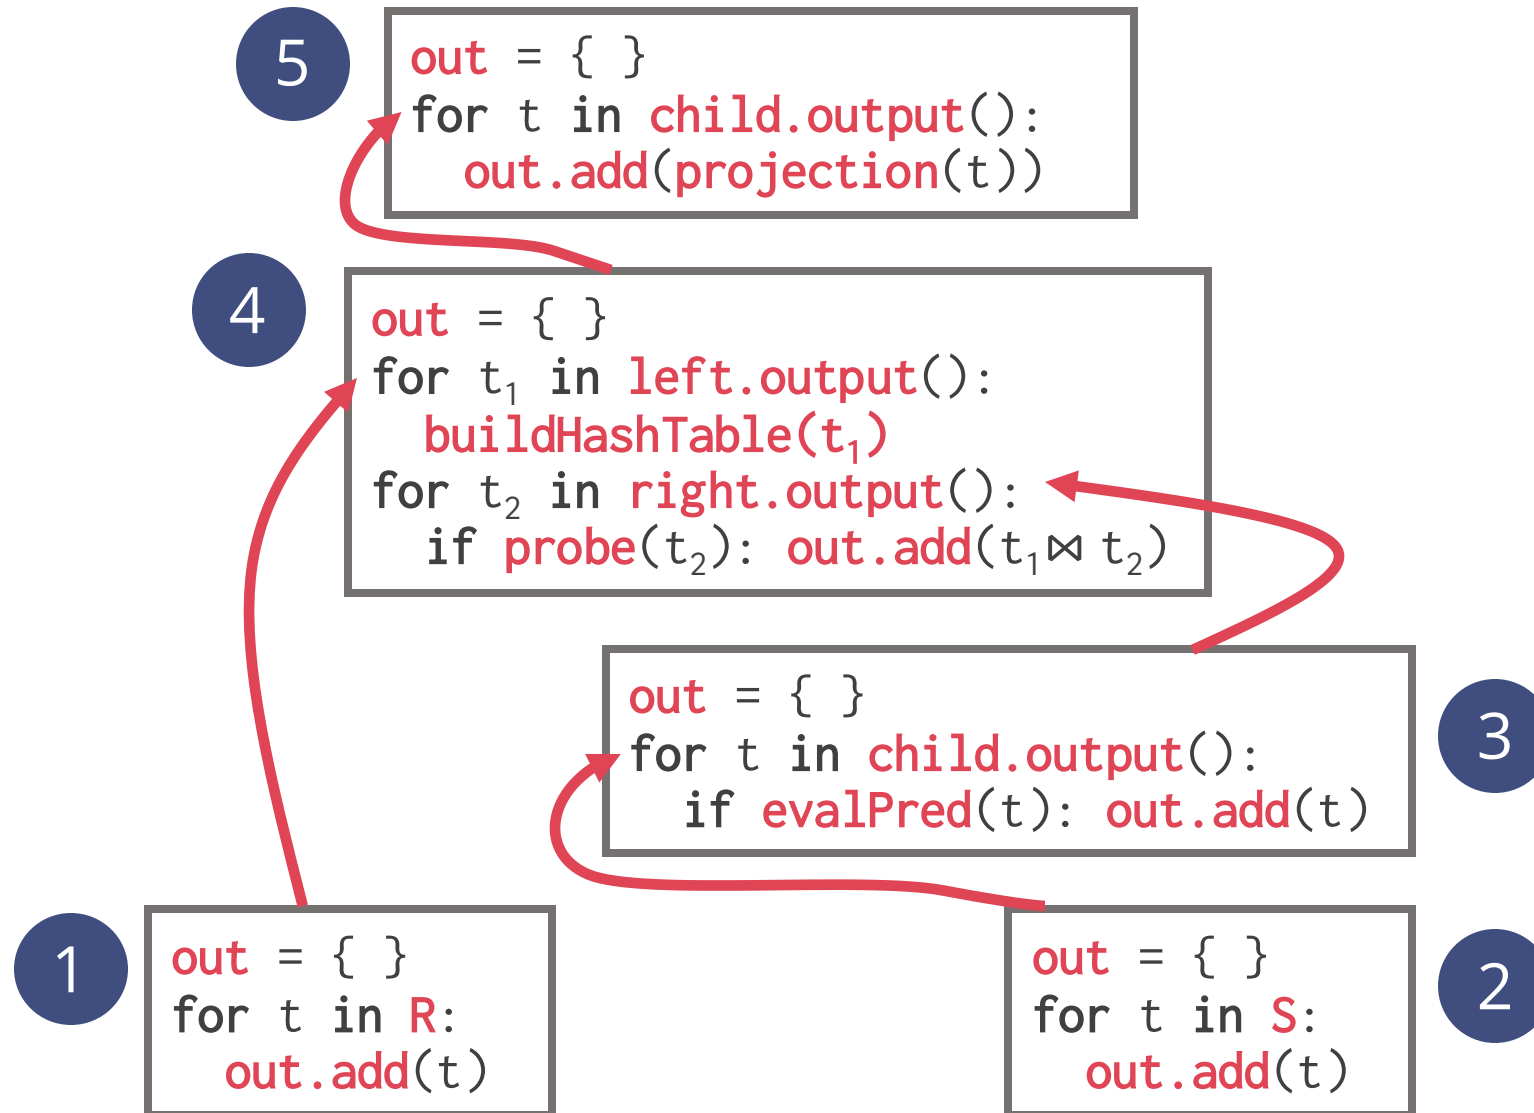 5
out = { }
for t in child.output():
  out.add(projection(t))
4
out = { }
for t₁ in left.output():
  buildHashTable(t₁)
for t₂ in right.output():
  if probe(t₂): out.add(t₁⋈ t₂)
3
out = { }
for t in child.output():
  if evalPred(t): out.add(t)
1
out = { }
for t in R:
  out.add(t)
2
out = { }
for t in S:
  out.add(t)